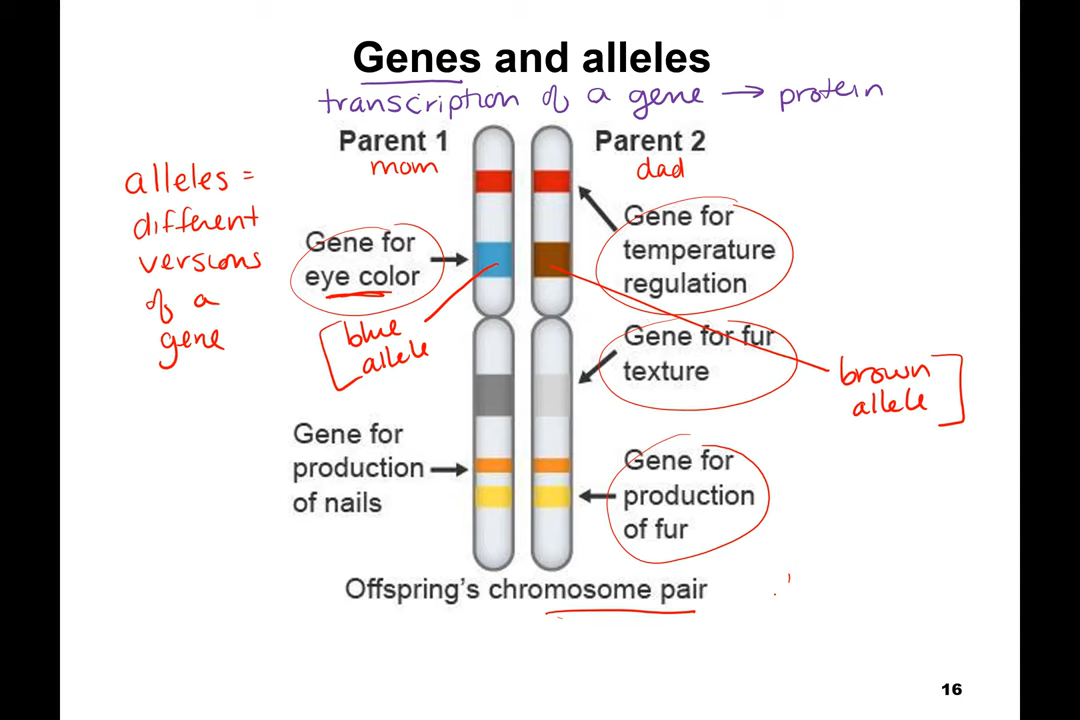 Genes and alleles
transcription of a gene → protein
Parent 1
mom
Parent 2
dad
alleles =
different
versions
of a
gene
Gene for
eye color
Gene for
temperature
regulation
blue
allele
Gene for fur
texture
brown
allele
Gene for
production
of nails
Gene for
production
of fur
Offspring's chromosome pair
16